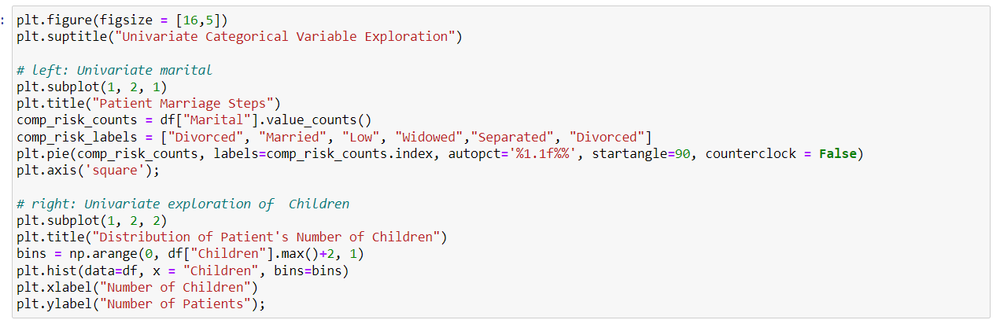 :
plt.figure(figsize = [16,5])
plt.suptitle("Univariate Categorical Variable Exploration")
# left: Univariate marital
plt.subplot(1, 2, 1)
plt.title("Patient Marriage Steps")
comp_risk_counts = df["Marital"].value_counts()
comp_risk_labels = ["Divorced", "Married", "Low", "Widowed","Separated", "Divorced"]
plt.pie(comp_risk_counts, labels=comp_risk_counts.index, autopct='%1.1f%%', startangle=90, counterclock = False)
plt.axis('square');
# right: Univariate exploration of  Children
plt.subplot(1, 2, 2)
plt.title("Distribution of Patient's Number of Children")
bins = np.arange(0, df["Children"].max()+2, 1)
plt.hist(data=df, x = "Children", bins=bins)
plt.xlabel("Number of Children")
plt.ylabel("Number of Patients");